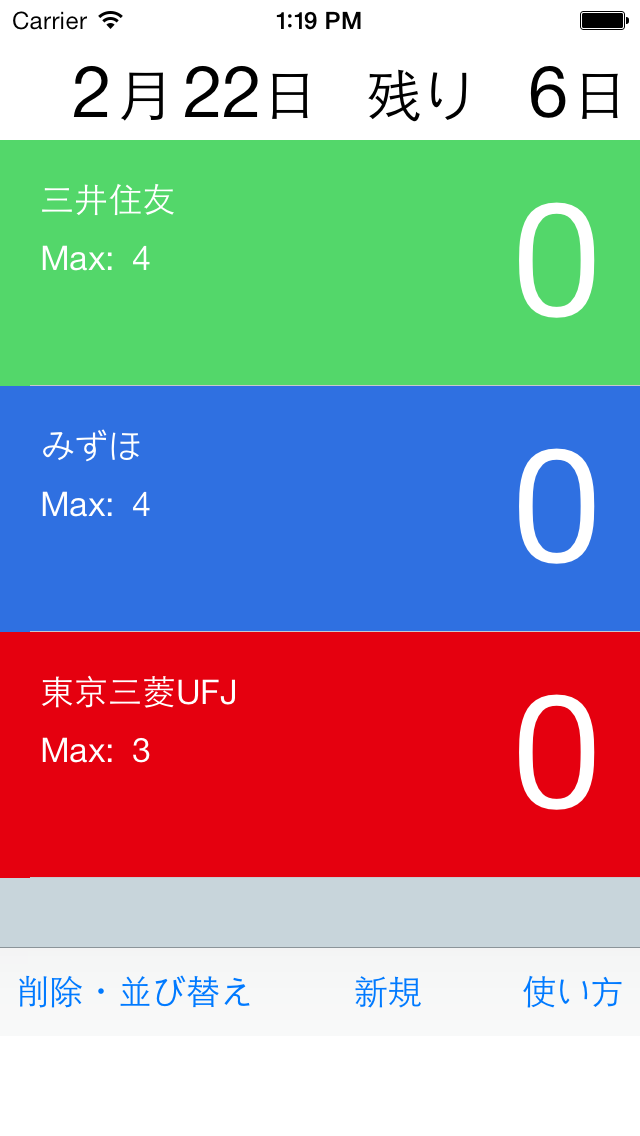 Carrier 1:19 PM
2月22日 残り 6日
三井住友
Max: 4
0
みずほ
Max: 4
0
東京三菱UFJ
Max: 3
0
削除・並び替え 新規 使い方